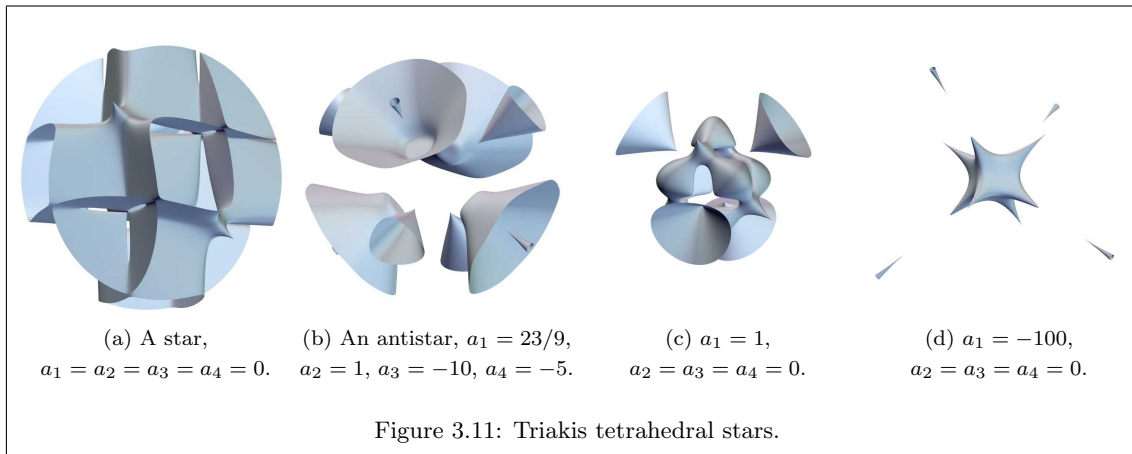 (a) A star,
a₁ = a₂ = a₃ = a₄ = 0.
(b) An antistar, a₁ = 23/9,
a₂ = 1, a₃ = −10, a₄ = −5.
(c) a₁ = 1,
a₂ = a₃ = a₄ = 0.
(d) a₁ = −100,
a₂ = a₃ = a₄ = 0.
Figure 3.11: Triakis tetrahedral stars.